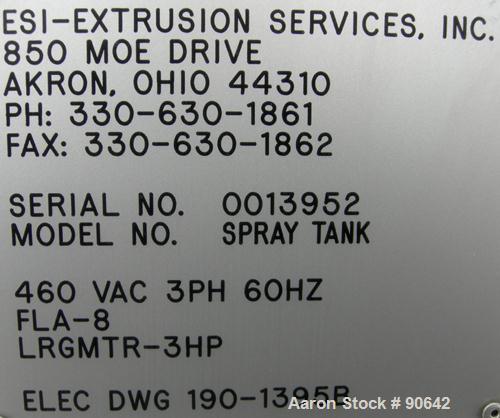 ESI-EXTRUSION SERVICES, INC.
850 MOE DRIVE
AKRON, OHIO 44310
PH: 330-630-1861
FAX: 330-630-1862
SERIAL NO. 0013952
MODEL NO. SPRAY TANK
460 VAC 3PH 60HZ
FLA-8
LRGMTR-3HP
ELEC DWG 190-1395B
Aaron Stock # 90642